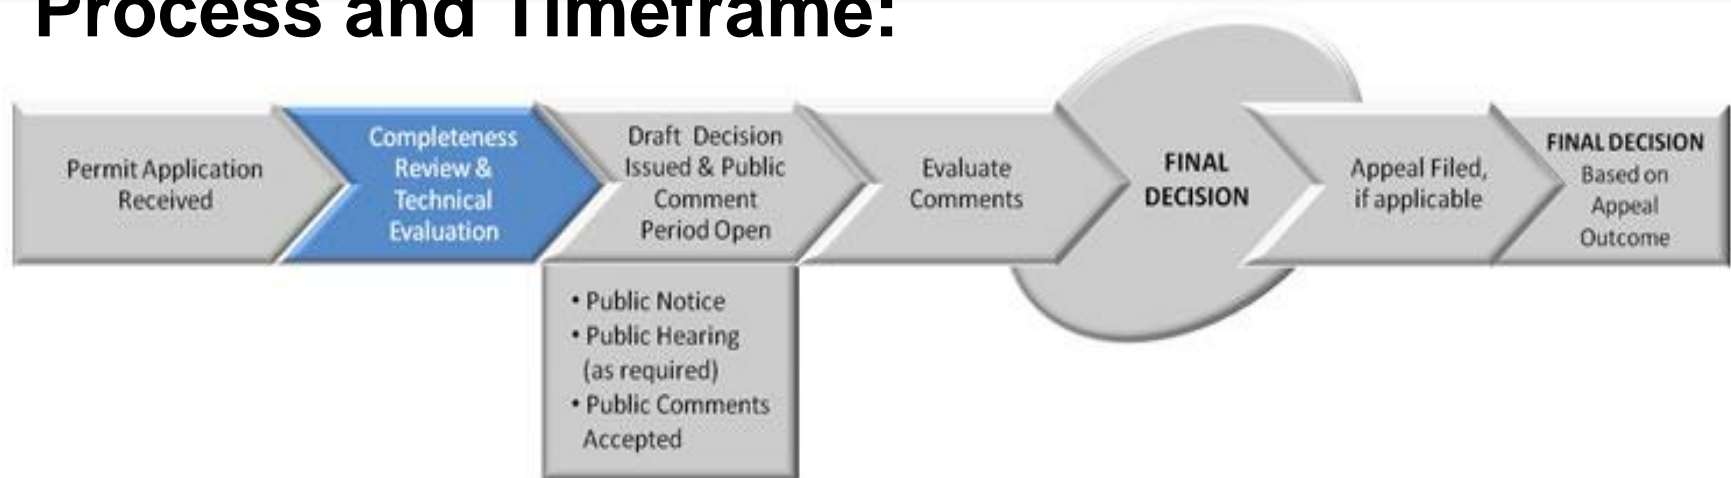 Process and Timeframe:
Permit Application
Received
Completeness
Review &
Technical
Evaluation
Draft Decision
Issued & Public
Comment
Period Open
• Public Notice
• Public Hearing
(as required)
• Public Comments
Accepted
Evaluate
Comments
FINAL
DECISION
Appeal Filed,
if applicable
FINAL DECISION
Based on
Appeal
Outcome